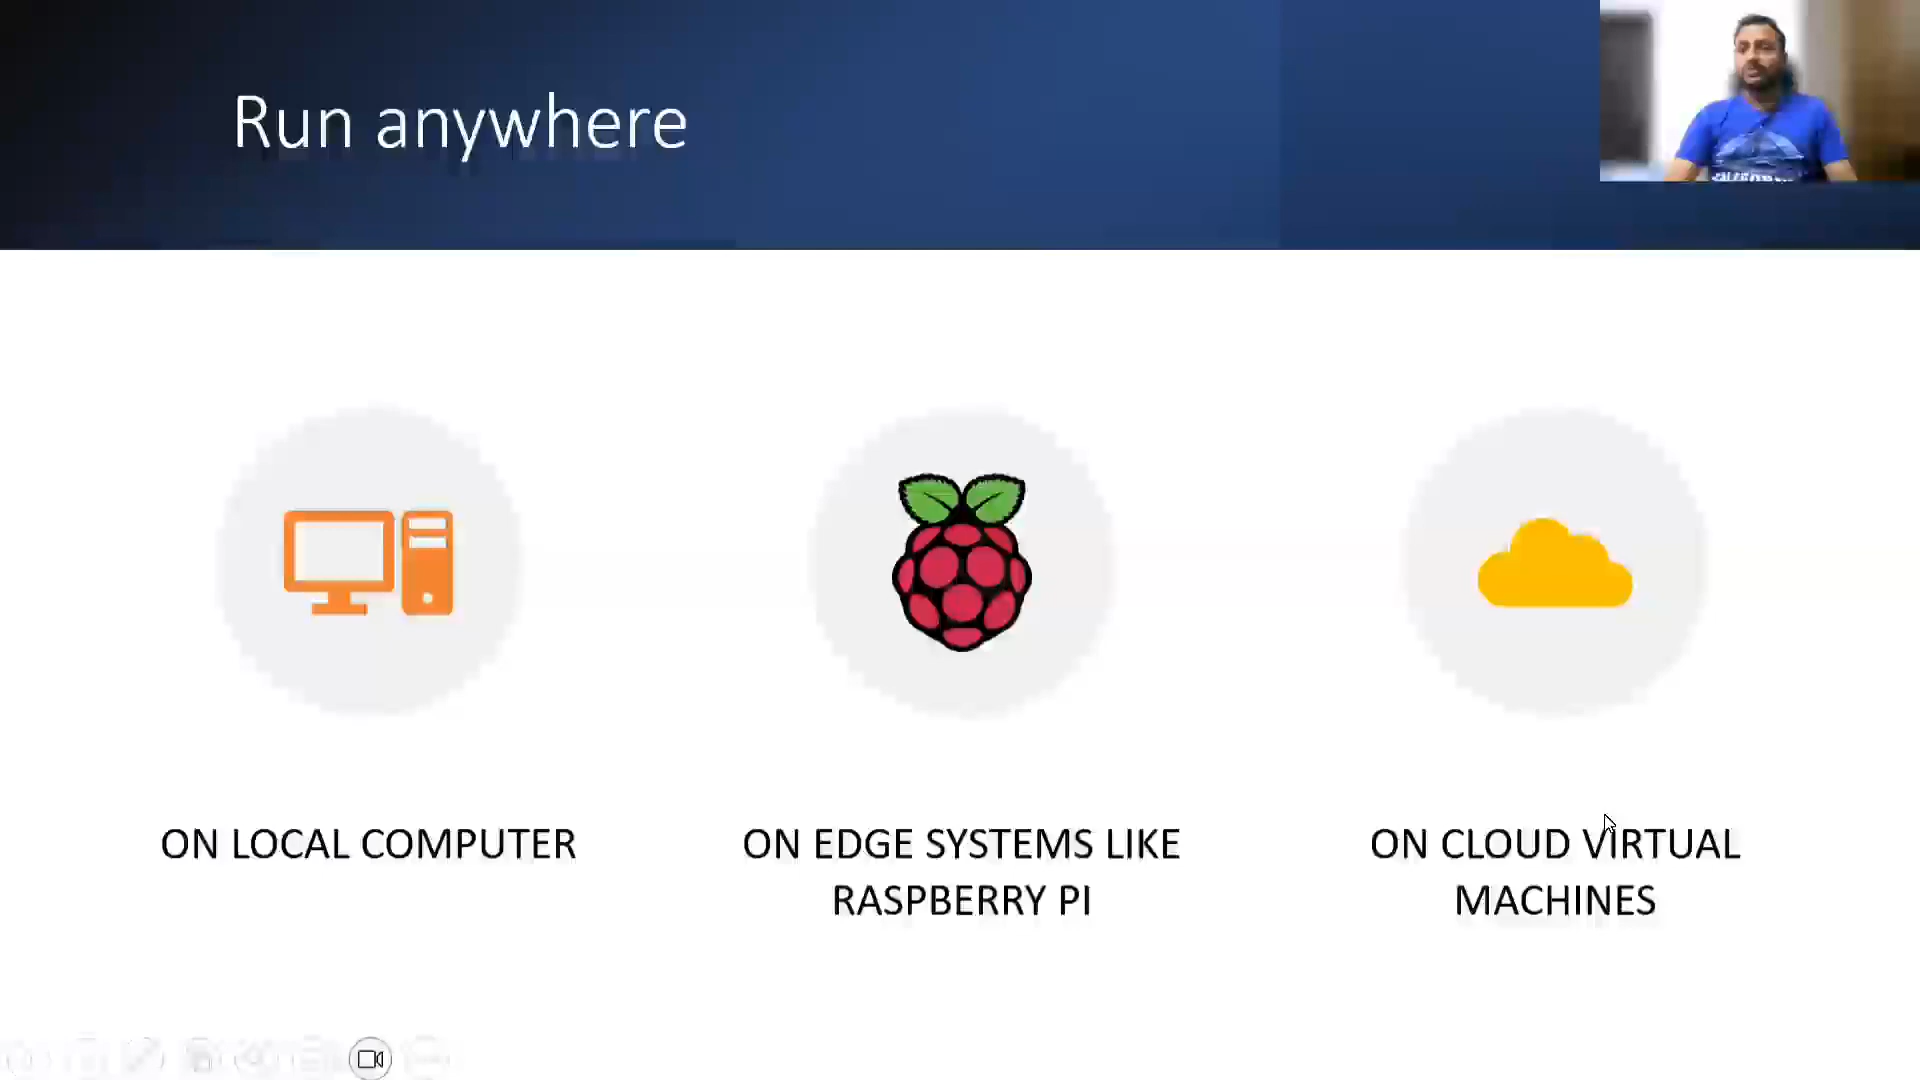 Run anywhere
ON LOCAL COMPUTER
ON EDGE SYSTEMS LIKE
RASPBERRY PI
ON CLOUD VIRTUAL
MACHINES